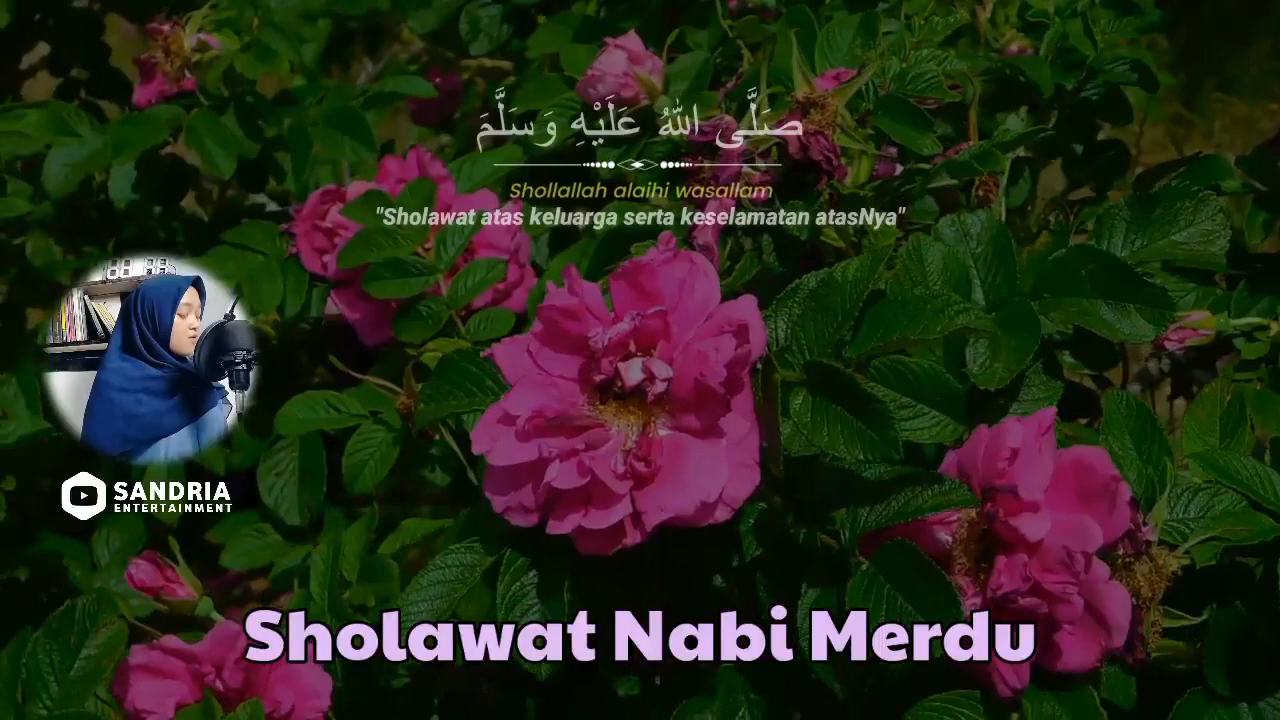 صَلَّى اللهُ عَلَيْهِ وَسَلَّمَ
Shollallah alaihi wasallam
"Sholawat atas keluarga serta keselamatan atasNya"
SANDRIA
ENTERTAINMENT
Sholawat Nabi Merdu